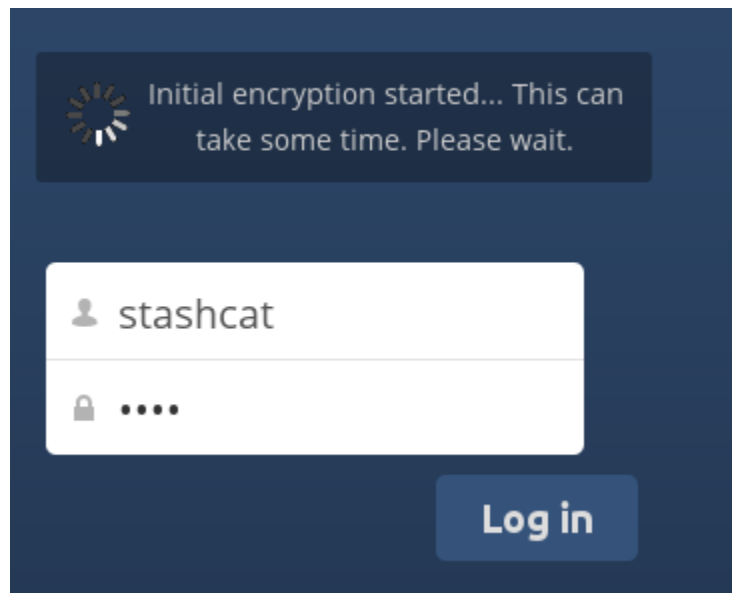 Initial encryption started... This can
take some time. Please wait.
stashcat
••••
Log in